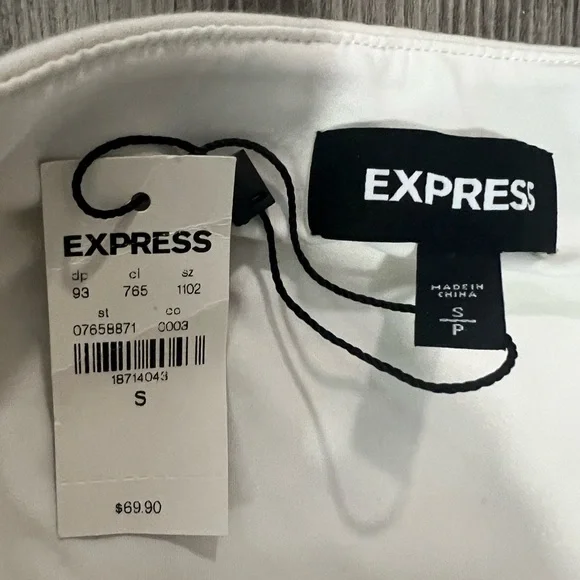 EXPRESS
dp cl sz
93 765 1102
st co
07658871 0003
18714043
S
$69.90
EXPRESS
MADE IN
CHINA
S
P